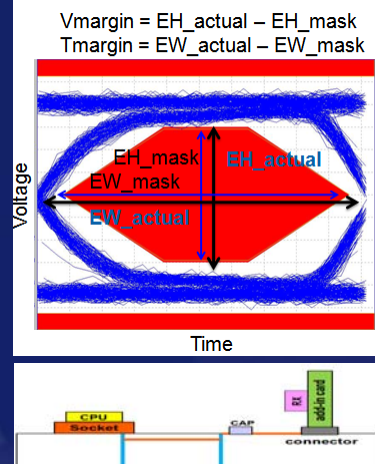 Vmargin = EH_actual – EH_mask
Tmargin = EW_actual – EW_mask
EH_mask
EH_actual
EW_mask
EW_actual
Voltage
Time
CPU
Socket
CAP
RX
add-in card
connector